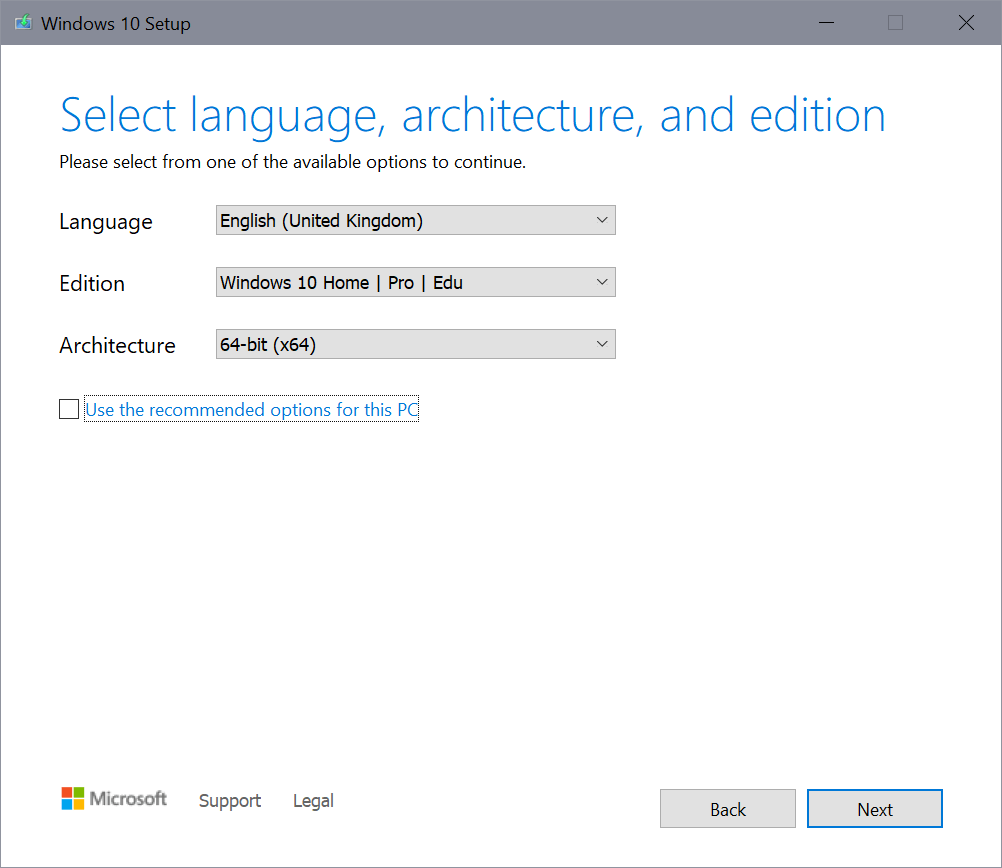 Windows 10 Setup
Select language, architecture, and edition
Please select from one of the available options to continue.
Language English (United Kingdom)
Edition Windows 10 Home | Pro | Edu
Architecture 64-bit (x64)
Use the recommended options for this PC
Microsoft Support Legal Back Next